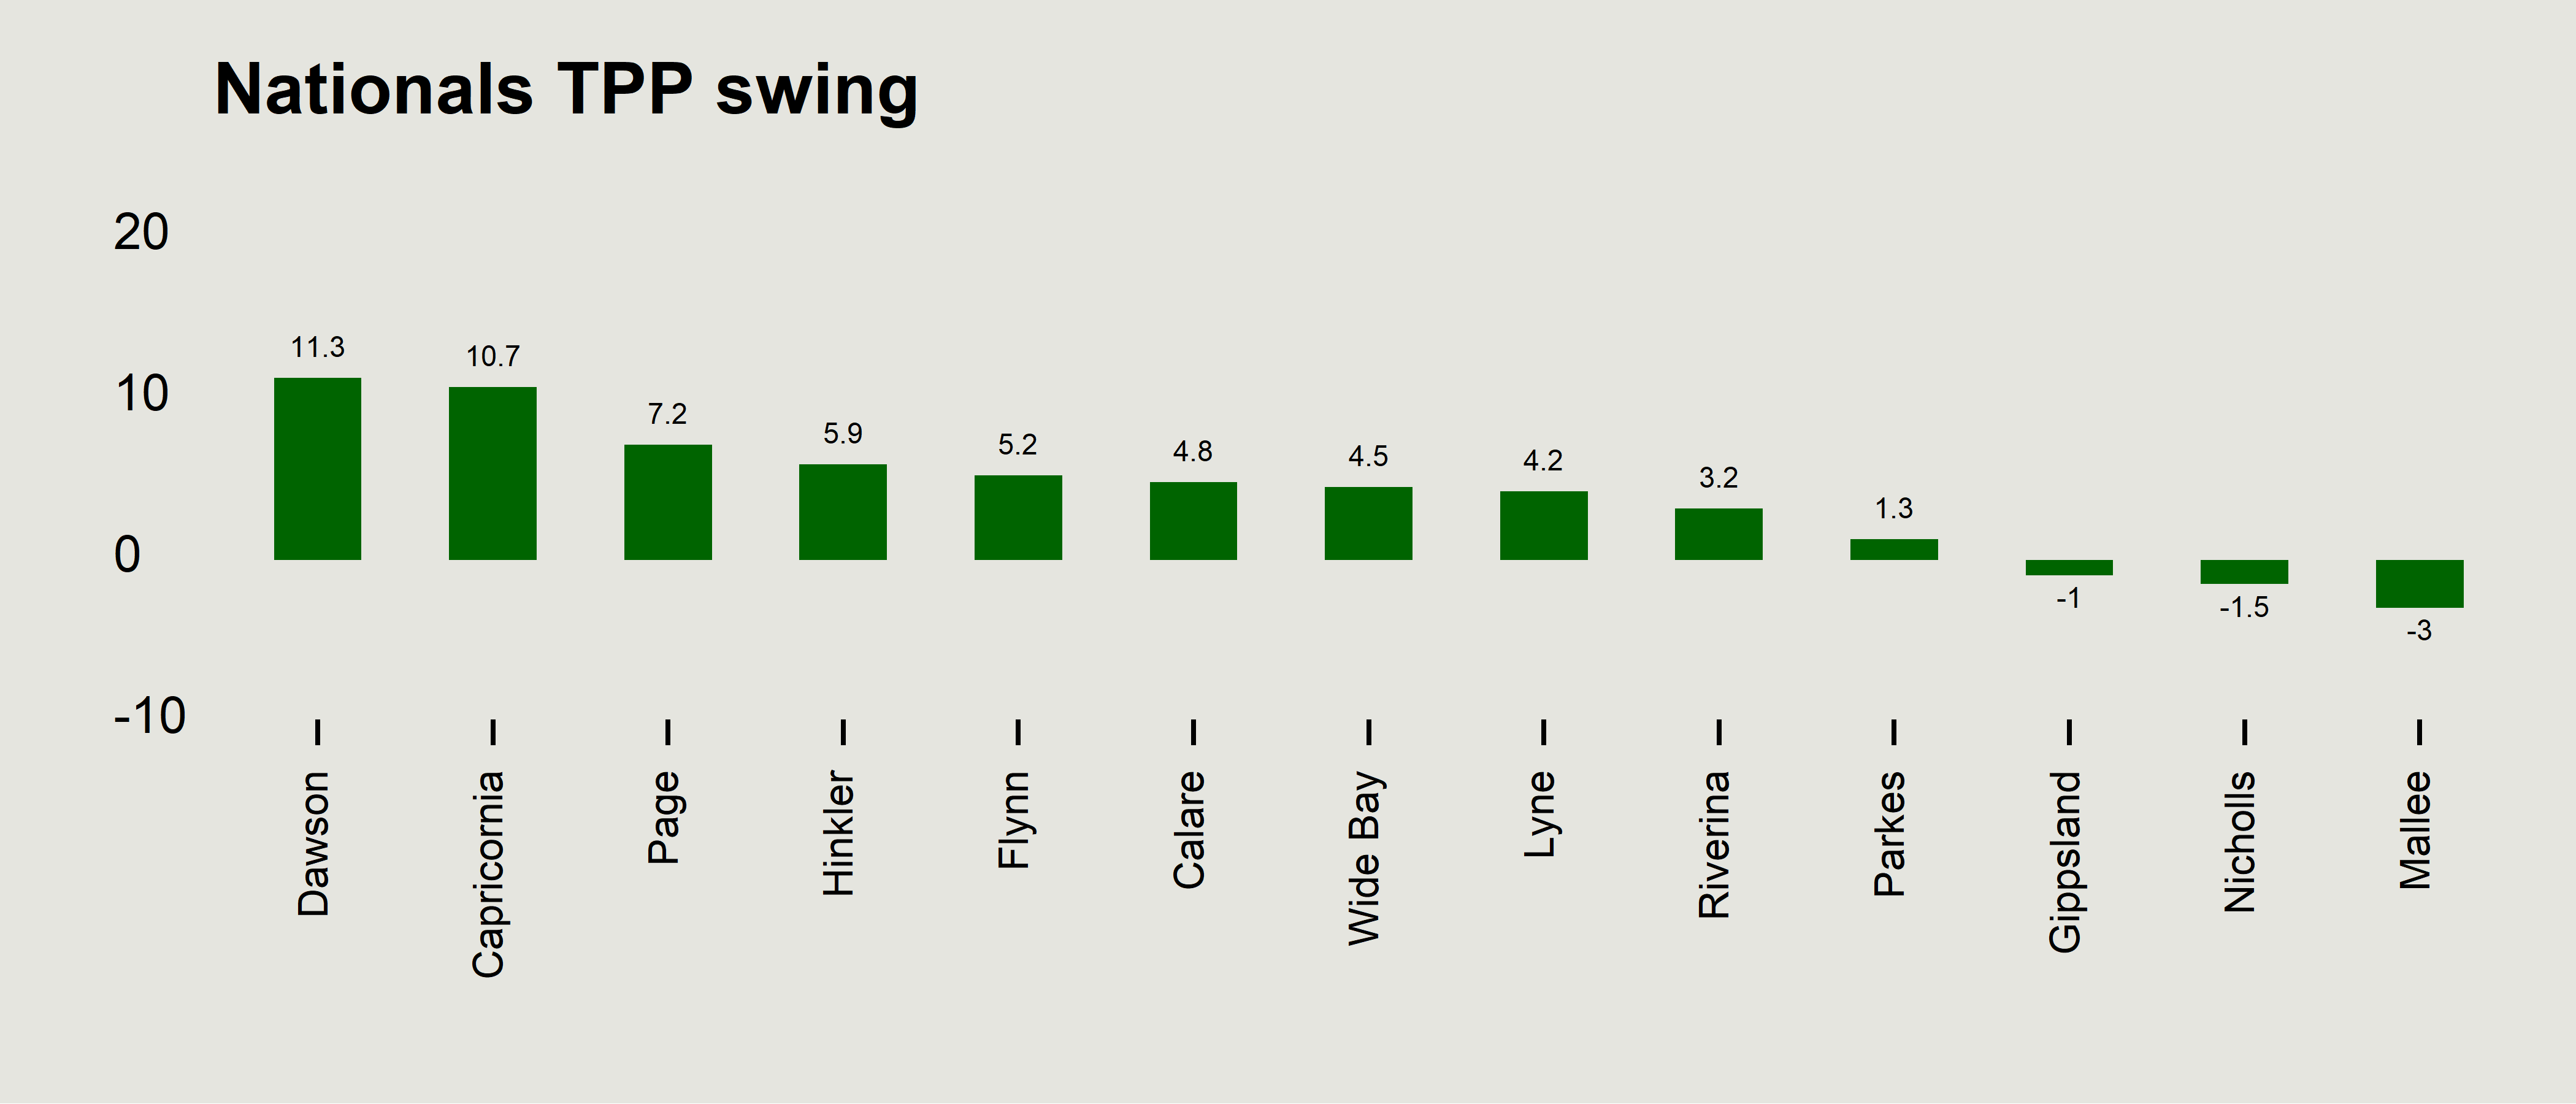 Nationals TPP swing
20
10
0
-10
11.3
10.7
7.2
5.9
5.2
4.8
4.5
4.2
3.2
1.3
-1
-1.5
-3
Dawson
Capricornia
Page
Hinkler
Flynn
Calare
Wide Bay
Lyne
Riverina
Parkes
Gippsland
Nicholls
Mallee